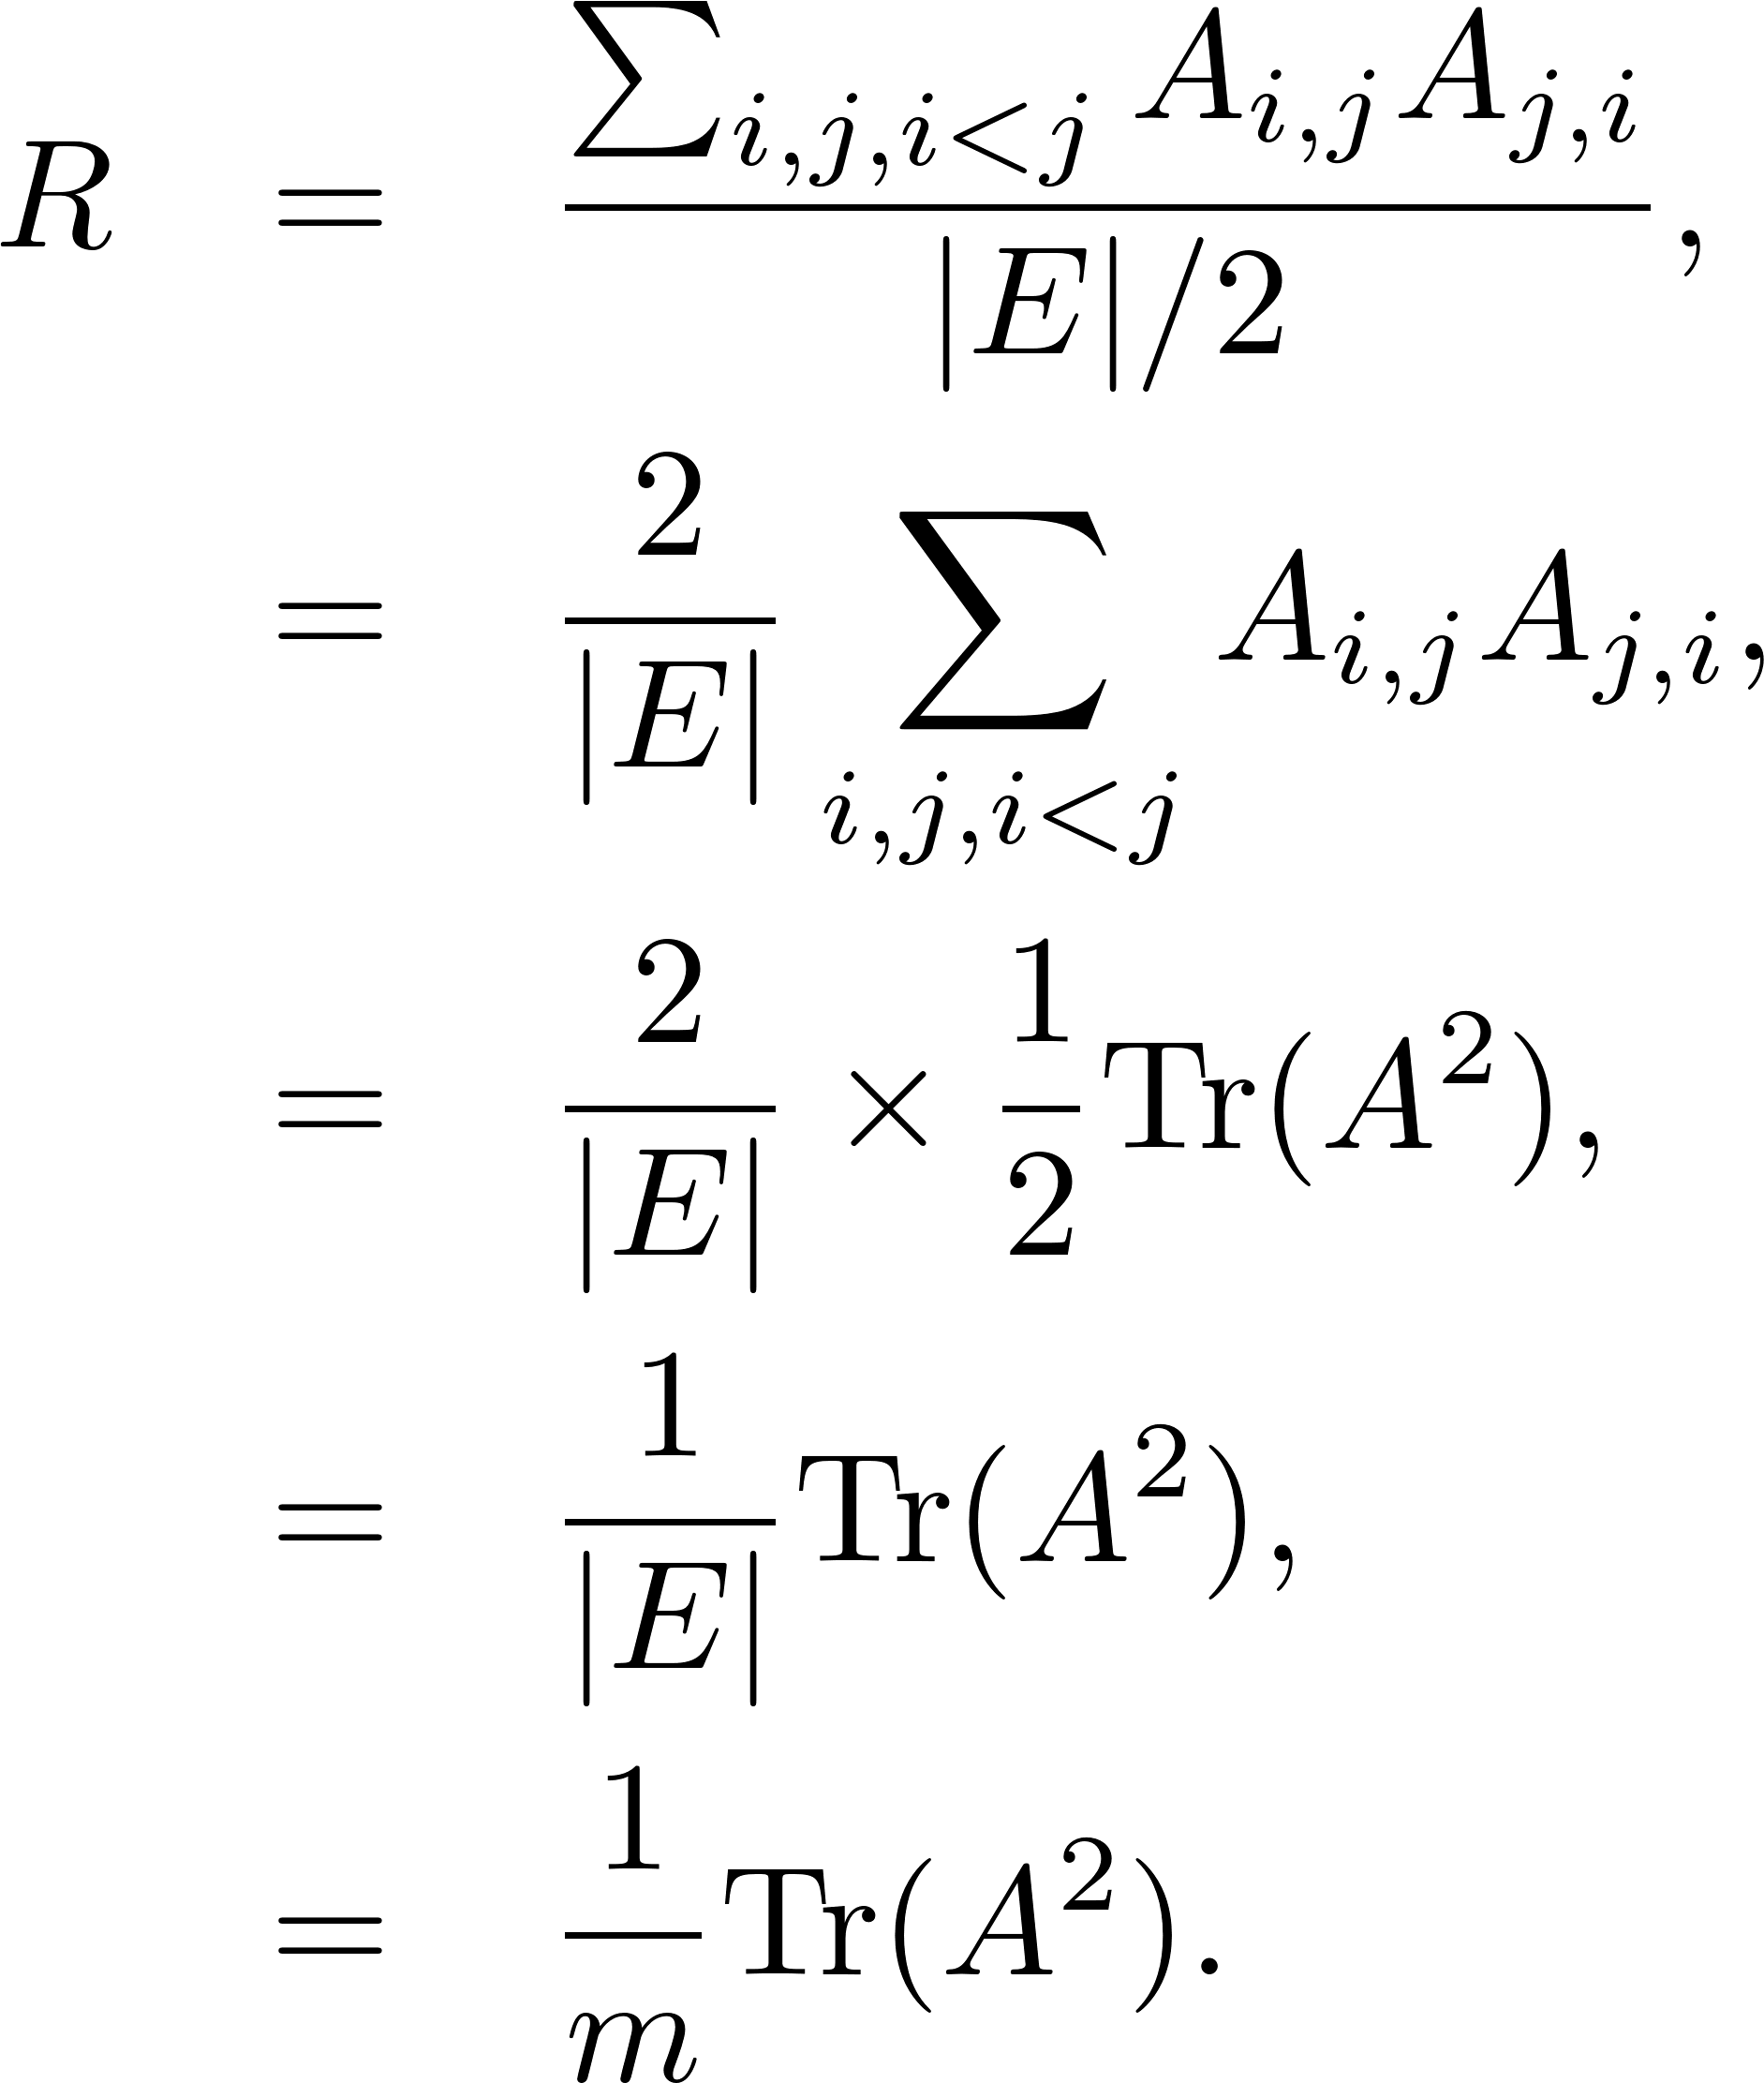 R = \frac{\sum_{i,j,i<j} A_{i,j} A_{j,i}}{|E|/2},
= \frac{2}{|E|} \sum_{i,j,i<j} A_{i,j} A_{j,i},
= \frac{2}{|E|} \times \frac{1}{2} \mathrm{Tr}(A^2),
= \frac{1}{|E|} \mathrm{Tr}(A^2),
= \frac{1}{m} \mathrm{Tr}(A^2).